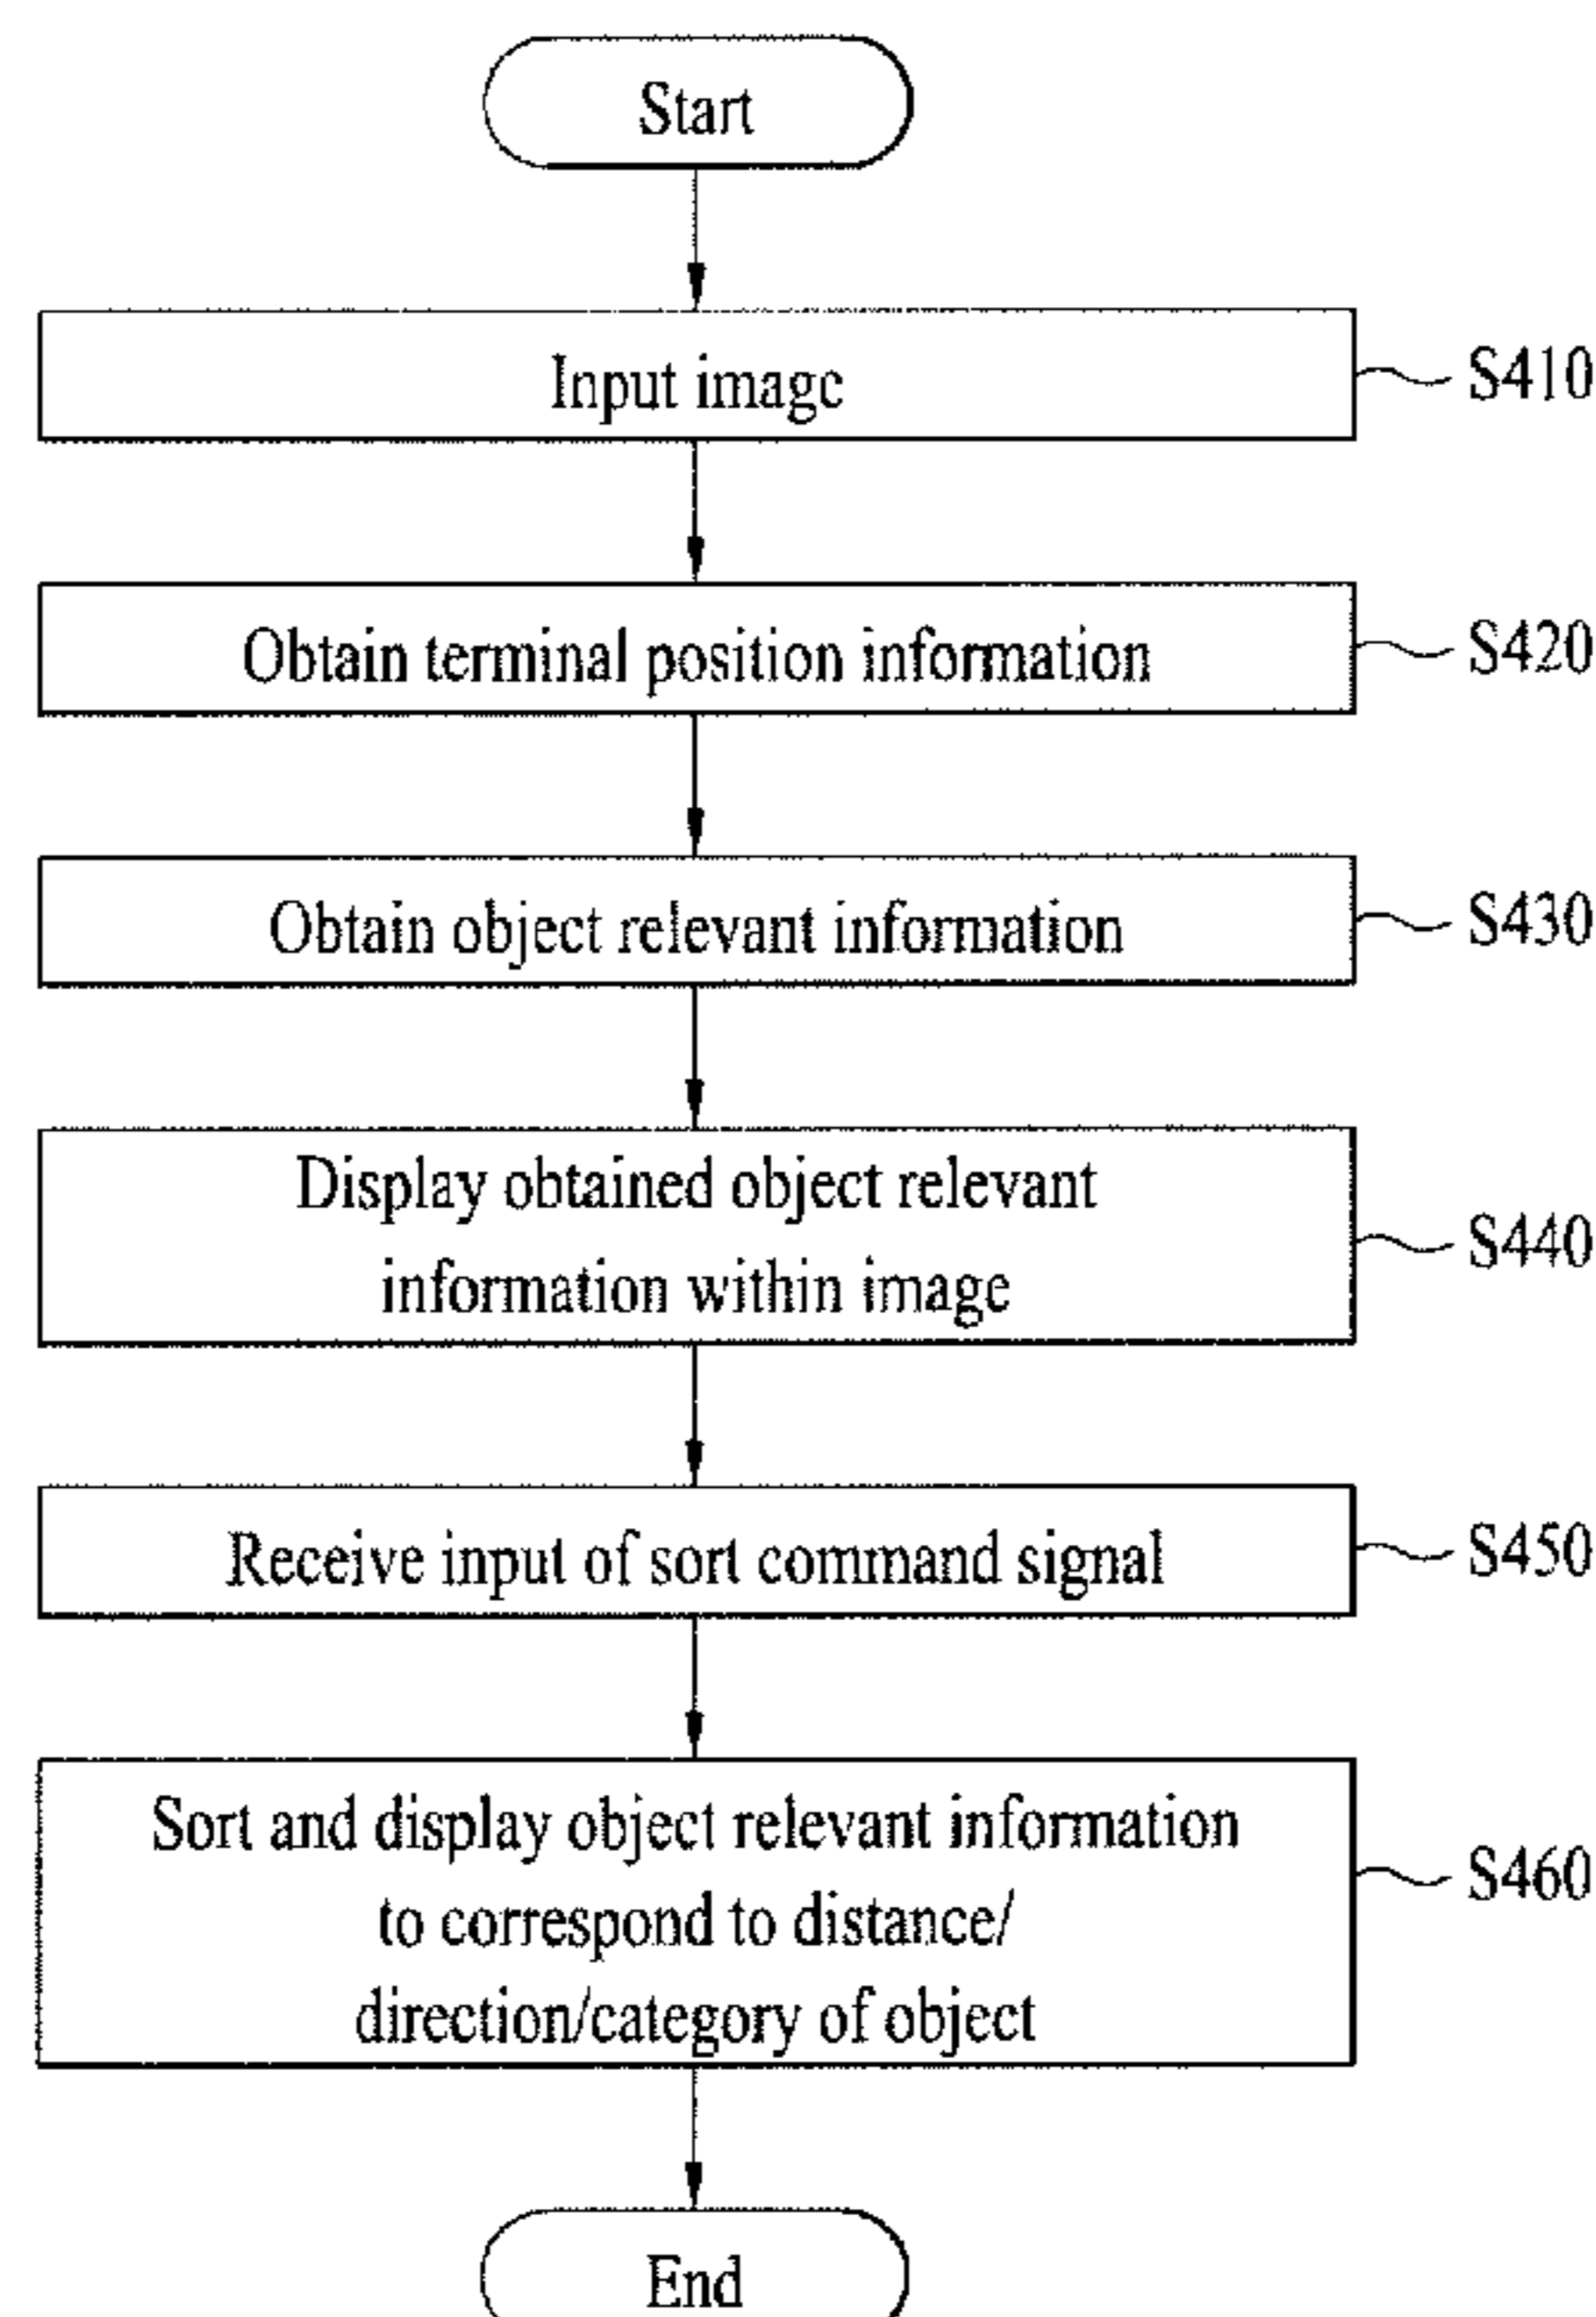 Start
Input image
S410
Obtain terminal position information
S420
Obtain object relevant information
S430
Display obtained object relevant
information within image
S440
Receive input of sort command signal
S450
Sort and display object relevant information
to correspond to distance/
direction/category of object
S460
End